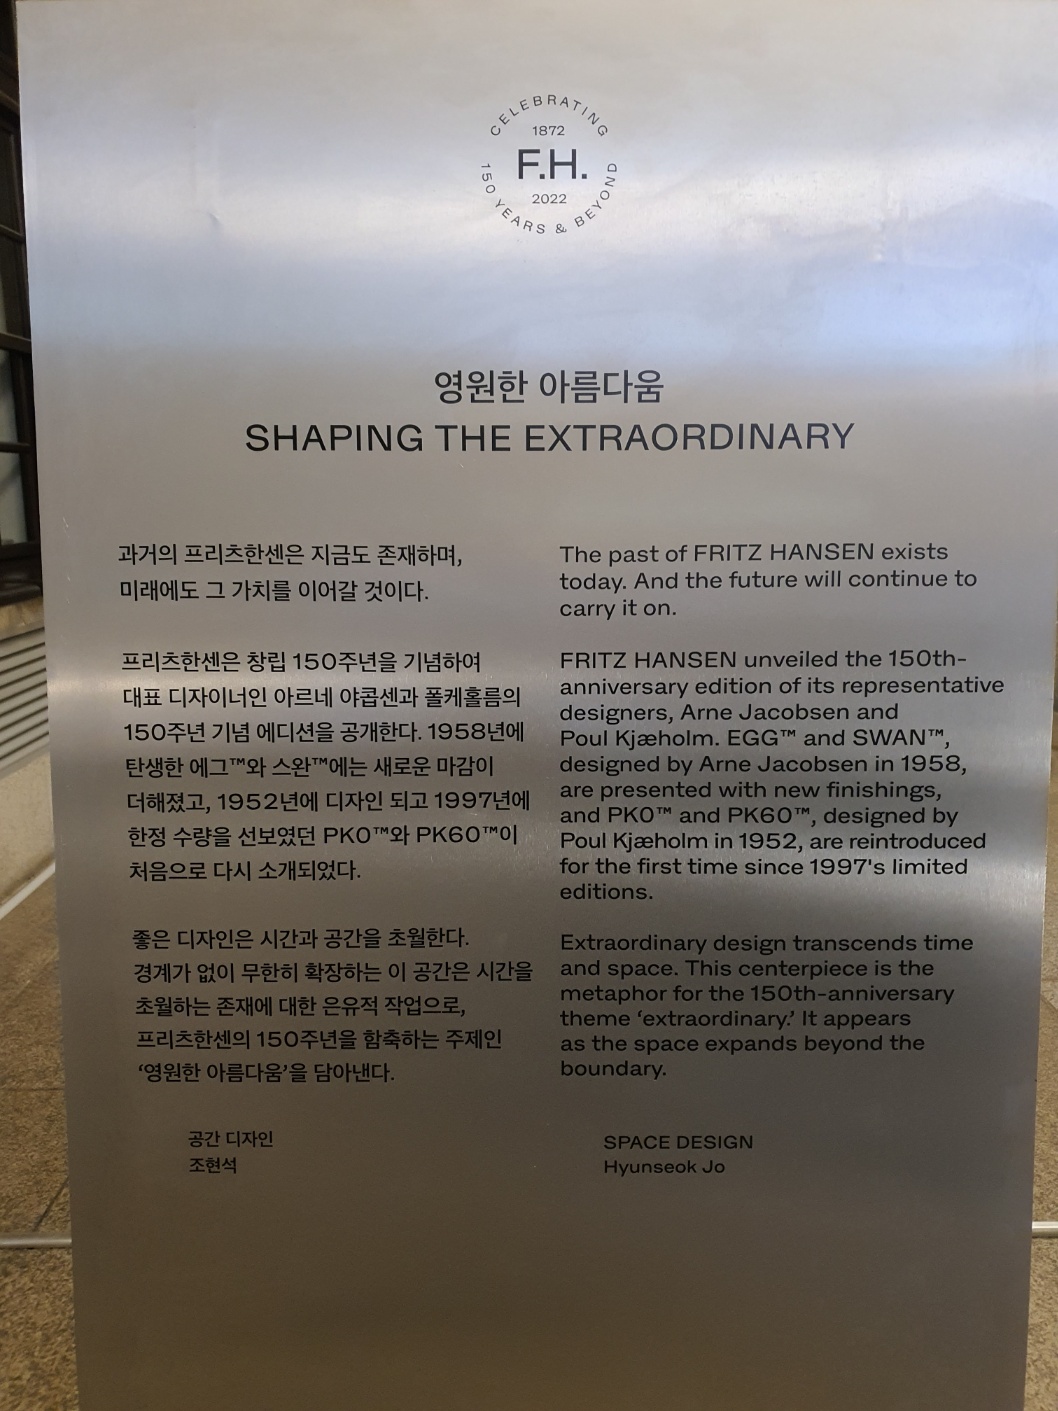 CELEBRATING
1872
F.H.
2022
150 YEARS & BEYOND
영원한 아름다움
SHAPING THE EXTRAORDINARY
과거의 프리츠한센은 지금도 존재하며,
미래에도 그 가치를 이어갈 것이다.
프리츠한센은 창립 150주년을 기념하여
대표 디자이너인 아르네 야콥센과 폴케홀름의
150주년 기념 에디션을 공개한다. 1958년에
탄생한 에그™와 스완™에는 새로운 마감이
더해졌고, 1952년에 디자인 되고 1997년에
한정 수량을 선보였던 PK0™와 PK60™이
처음으로 다시 소개되었다.
좋은 디자인은 시간과 공간을 초월한다.
경계가 없이 무한히 확장하는 이 공간은 시간을
초월하는 존재에 대한 은유적 작업으로,
프리츠한센의 150주년을 함축하는 주제인
‘영원한 아름다움’을 담아낸다.
공간 디자인
조현석
The past of FRITZ HANSEN exists
today. And the future will continue to
carry it on.
FRITZ HANSEN unveiled the 150th-
anniversary edition of its representative
designers, Arne Jacobsen and
Poul Kjæholm. EGG™ and SWAN™,
designed by Arne Jacobsen in 1958,
are presented with new finishings,
and PK0™ and PK60™, designed by
Poul Kjæholm in 1952, are reintroduced
for the first time since 1997's limited
editions.
Extraordinary design transcends time
and space. This centerpiece is the
metaphor for the 150th-anniversary
theme ‘extraordinary.’ It appears
as the space expands beyond the
boundary.
SPACE DESIGN
Hyunseok Jo